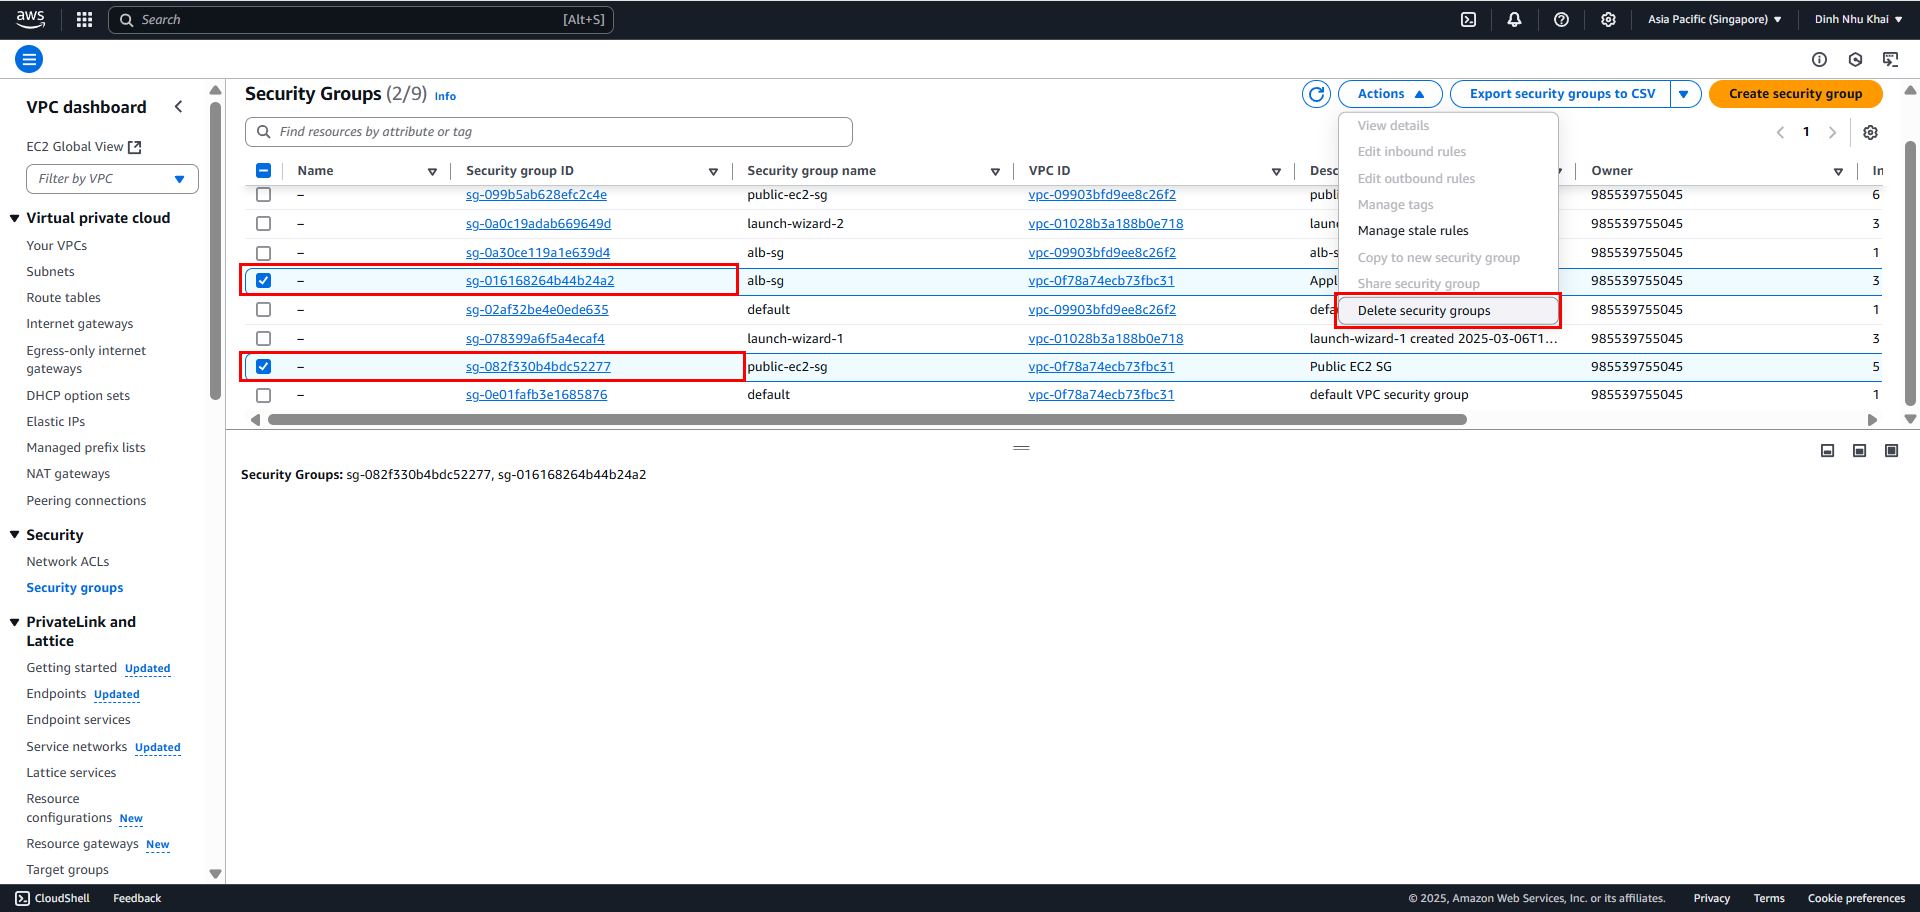 aws
Search [Alt+S]
Asia Pacific (Singapore) ▼
Dinh Nhu Khai ▼
VPC dashboard
EC2 Global View
Filter by VPC
Virtual private cloud
Your VPCs
Subnets
Route tables
Internet gateways
Egress-only internet
gateways
DHCP option sets
Elastic IPs
Managed prefix lists
NAT gateways
Peering connections
Security
Network ACLs
Security groups
PrivateLink and
Lattice
Getting started Updated
Endpoints Updated
Endpoint services
Service networks Updated
Lattice services
Resource
configurations New
Resource gateways New
Target groups
Security Groups (2/9) Info
Actions
Export security groups to CSV
Create security group
Find resources by attribute or tag
1
View details
Edit inbound rules
Edit outbound rules
Manage tags
Manage stale rules
Copy to new security group
Share security group
Delete security groups
Name Security group ID Security group name VPC ID Desc Owner In
– sg-099b5ab628efc2c4e public-ec2-sg vpc-09903bfd9ee8c26f2 publ 985539755045 6
– sg-0a0c19adab669649d launch-wizard-2 vpc-01028b3a188b0e718 laun 985539755045 3
– sg-0a30ce119a1e639d4 alb-sg vpc-09903bfd9ee8c26f2 alb-s 985539755045 1
– sg-016168264b44b24a2 alb-sg vpc-0f78a74ecb73fbc31 Appl 985539755045 3
– sg-02af32be4e0ede635 default vpc-09903bfd9ee8c26f2 defa 985539755045 1
– sg-078399a6f5a4ecaf4 launch-wizard-1 vpc-01028b3a188b0e718 launch-wizard-1 created 2025-03-06T1... 985539755045 3
– sg-082f330b4bdc52277 public-ec2-sg vpc-0f78a74ecb73fbc31 Public EC2 SG 985539755045 5
– sg-0e01fafb3e1685876 default vpc-0f78a74ecb73fbc31 default VPC security group 985539755045 1
Security Groups: sg-082f330b4bdc52277, sg-016168264b44b24a2
CloudShell Feedback
© 2025, Amazon Web Services, Inc. or its affiliates. Privacy Terms Cookie preferences